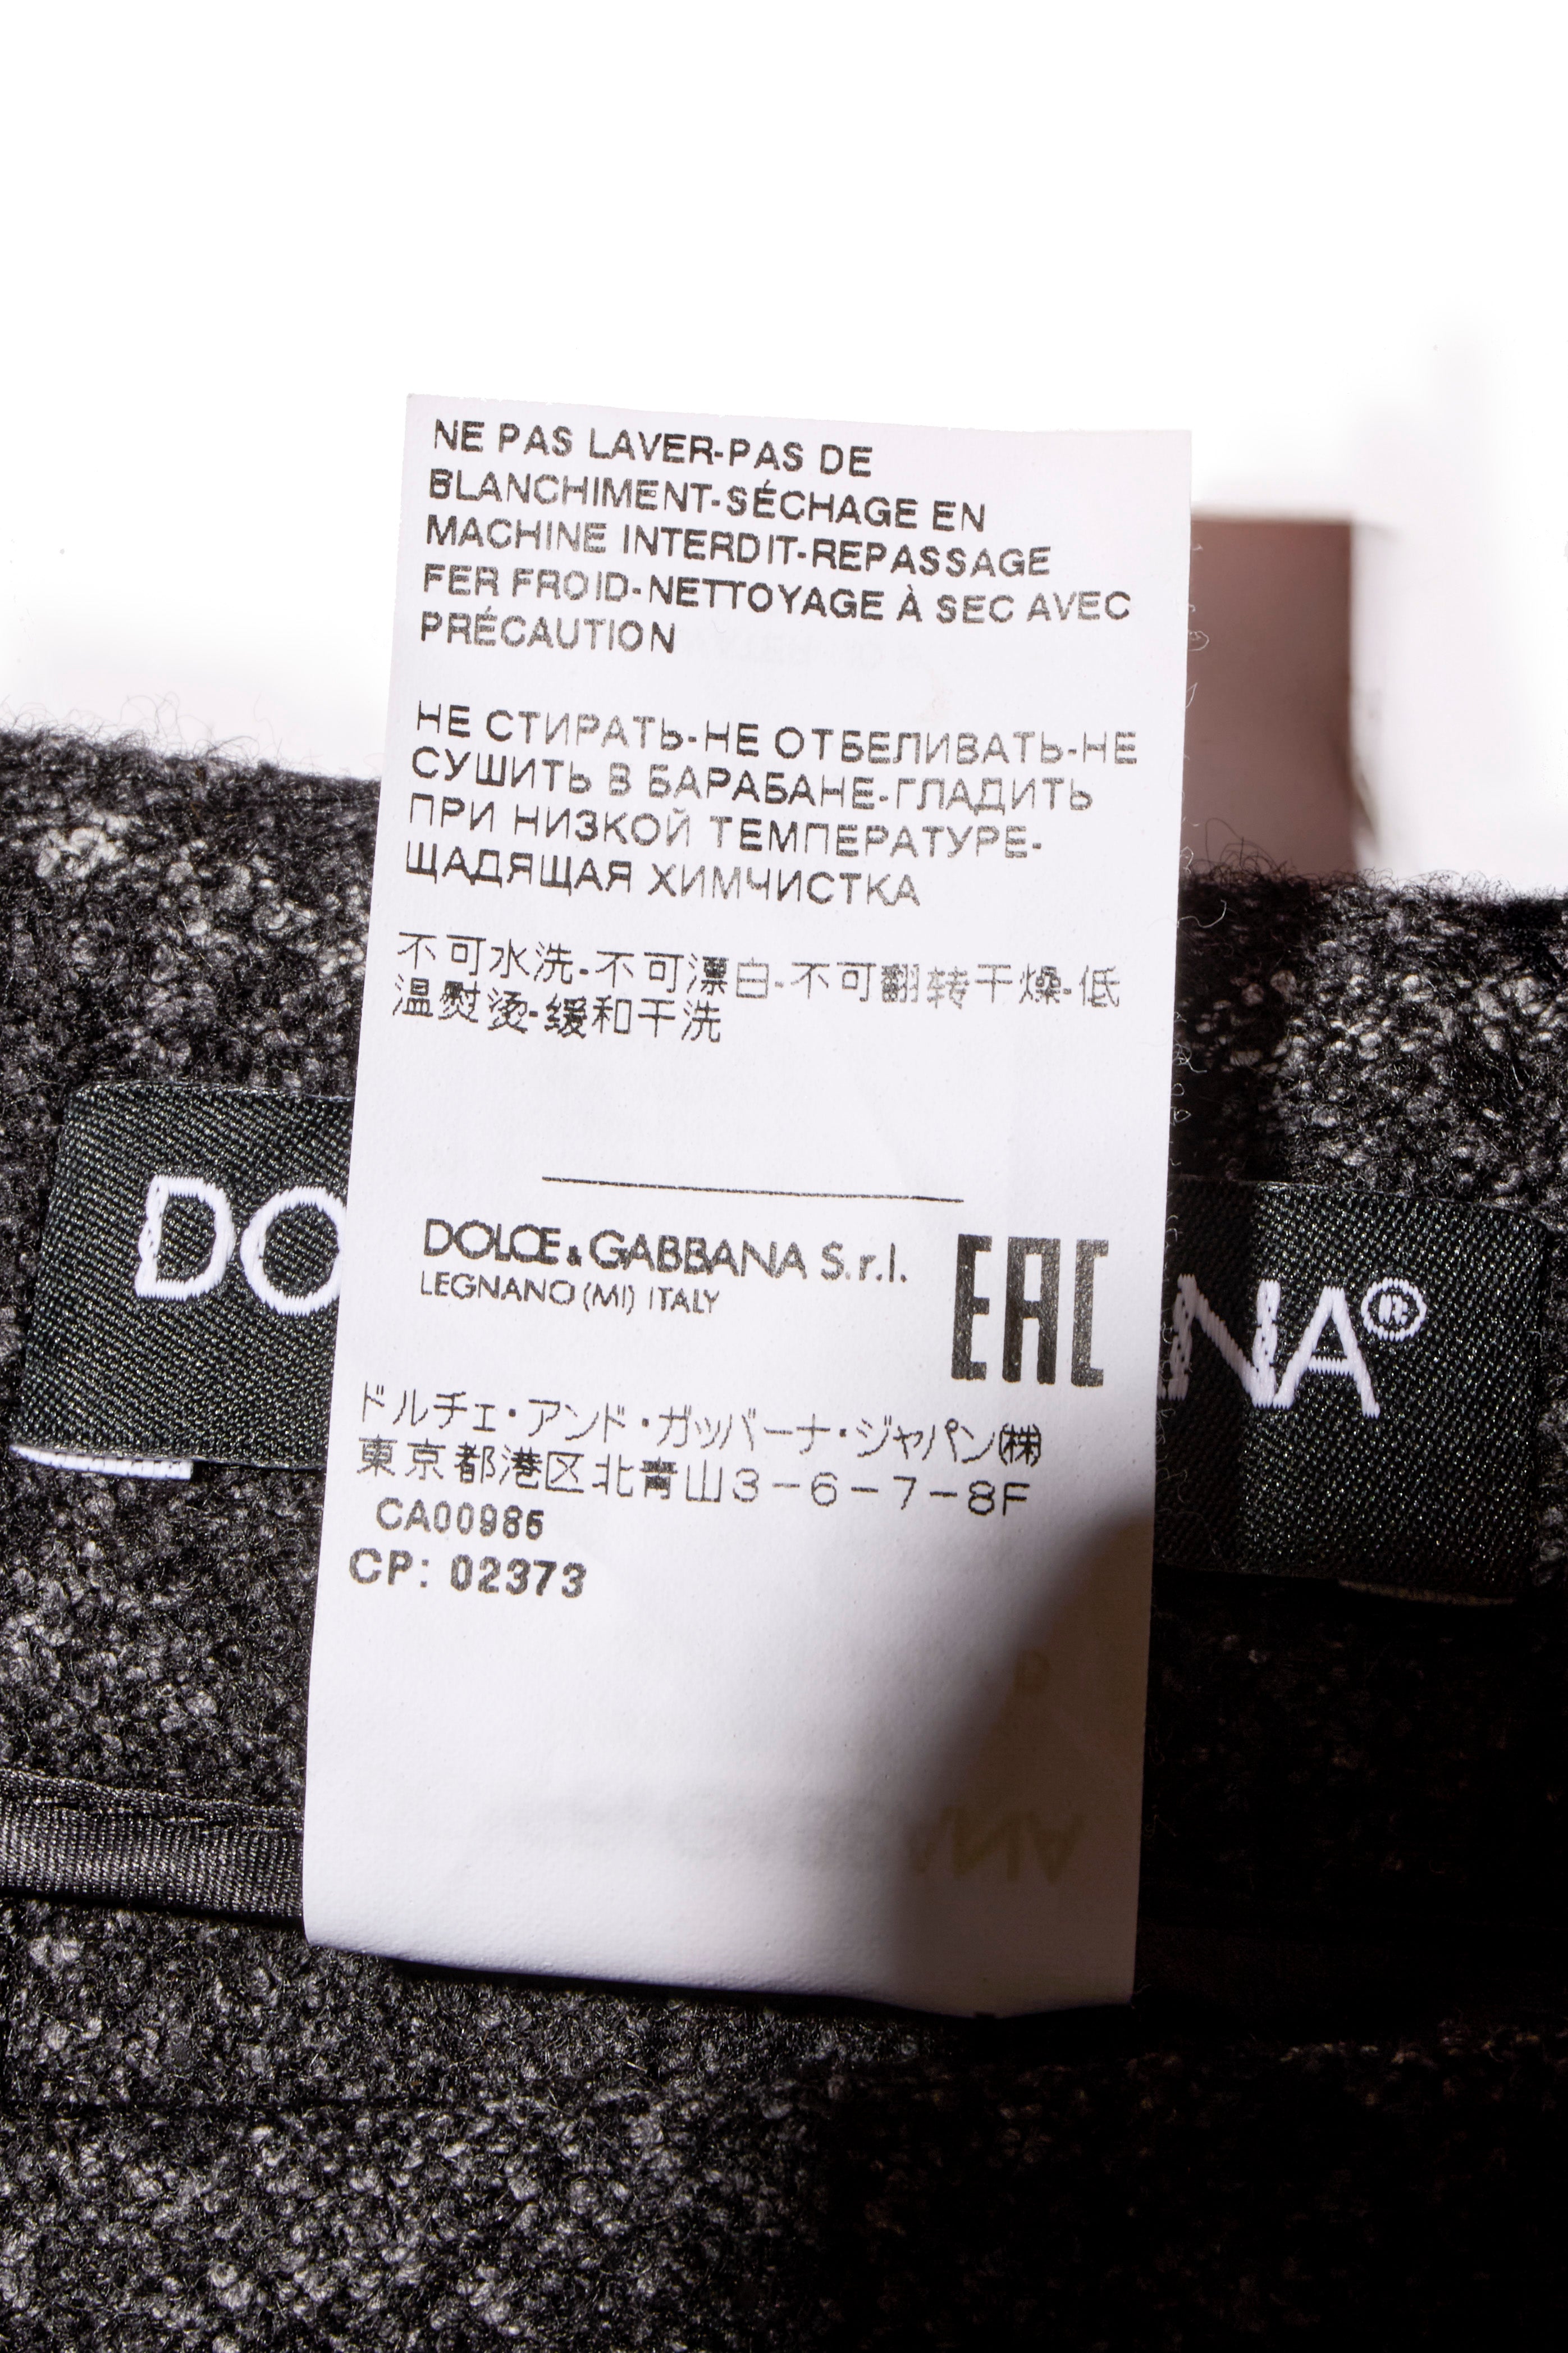 NE PAS LAVER-PAS DE
BLANCHIMENT-SÉCHAGE EN
MACHINE INTERDIT-REPASSAGE
FER FROID-NETTOYAGE À SEC AVEC
PRÉCAUTION
НЕ СТИРАТЬ-НЕ ОТБЕЛИВАТЬ-НЕ
СУШИТЬ В БАРАБАНЕ-ГЛАДИТЬ
ПРИ НИЗКОЙ ТЕМПЕРАТУРЕ-
ЩАДЯЩАЯ ХИМЧИСТКА
不可水洗-不可漂白-不可翻转干燥-低
温熨烫-缓和干洗
DOLCE & GABBANA S.r.l.
LEGNANO (MI) ITALY
EAC
DO
NA®
ドルチェ・アンド・ガッバーナ・ジャパン㈱
東京都港区北青山3-6-7-8F
CA00985
CP: 02373